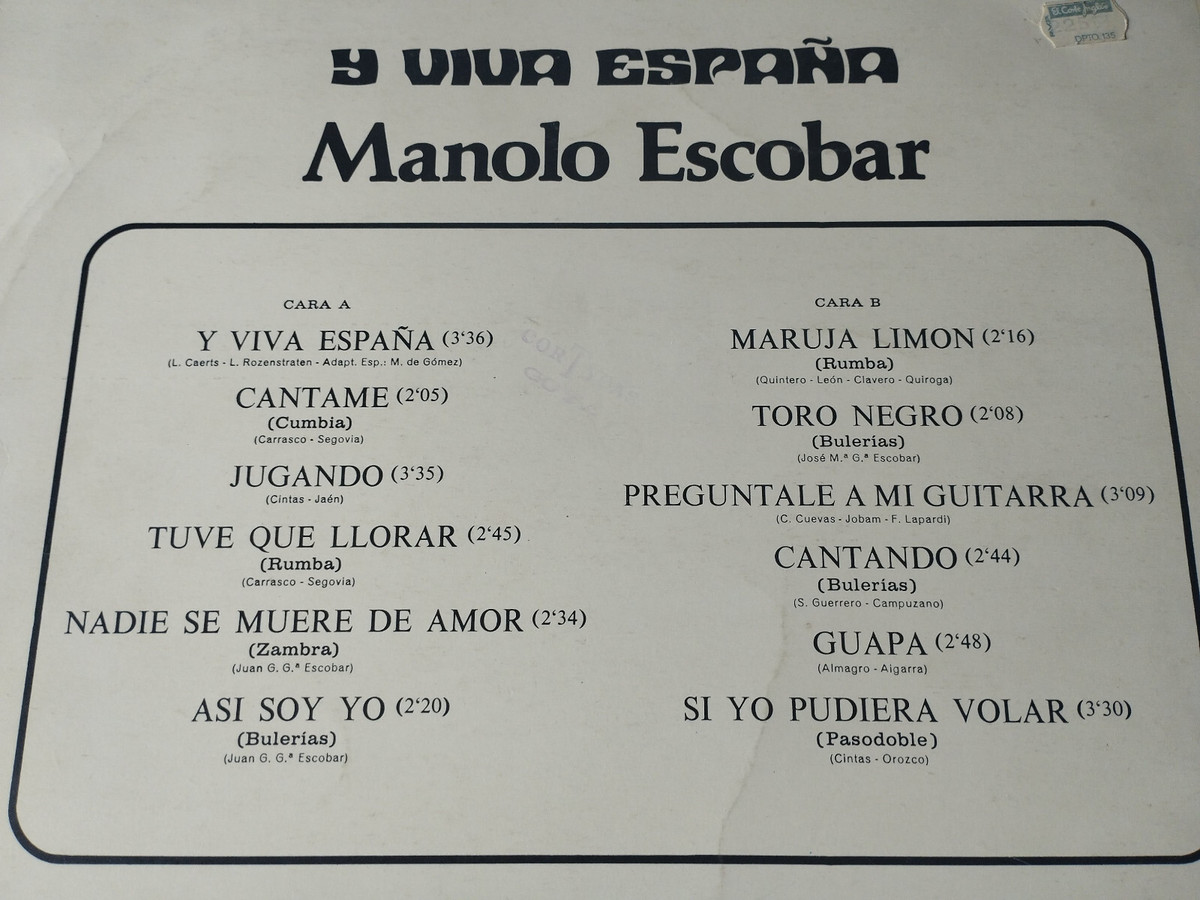 El Corte Inglés
DPTO 135
Y VIVA ESPAÑA
Manolo Escobar
CARA A
Y VIVA ESPAÑA (3‘36)
(L. Caerts - L. Rozenstraten - Adapt. Esp.: M. de Gómez)
CANTAME (2‘05)
(Cumbia)
(Carrasco - Segovia)
JUGANDO (3‘35)
(Cintas - Jaén)
TUVE QUE LLORAR (2‘45)
(Rumba)
(Carrasco - Segovia)
NADIE SE MUERE DE AMOR (2‘34)
(Zambra)
(Juan G. G.ª Escobar)
ASI SOY YO (2‘20)
(Bulerías)
(Juan G. G.ª Escobar)
CARA B
MARUJA LIMON (2‘16)
(Rumba)
(Quintero - León - Clavero - Quiroga)
TORO NEGRO (2‘08)
(Bulerías)
(José M.ª G.ª Escobar)
PREGUNTALE A MI GUITARRA (3‘09)
(C. Cuevas - Jobam - F. Lapardi)
CANTANDO (2‘44)
(Bulerías)
(S. Guerrero - Campuzano)
GUAPA (2‘48)
(Almagro - Aigarra)
SI YO PUDIERA VOLAR (3‘30)
(Pasodoble)
(Cintas - Orozco)